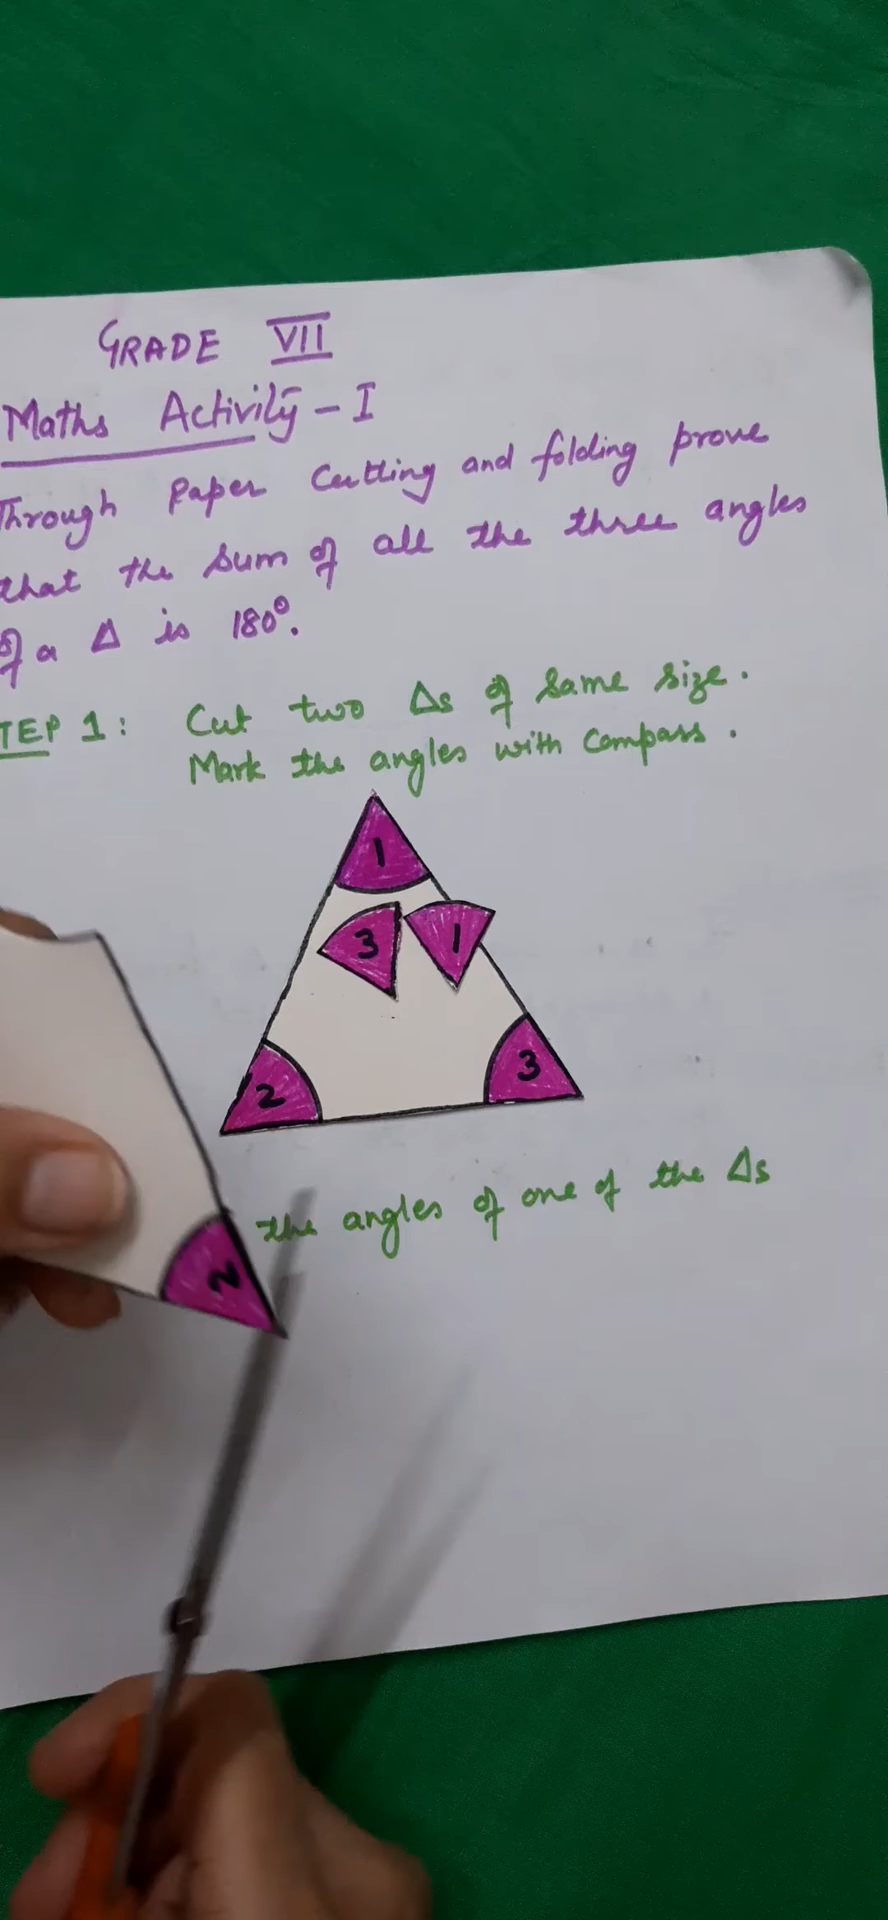 GRADE VII
Maths Activity - I
Through Paper Cutting and folding prove
that the sum of all the three angles
of a Δ is 180°.
STEP 1: Cut two Δs of same size.
Mark the angles with compass.
1
3 1
2 3
the angles of one of the Δs
2